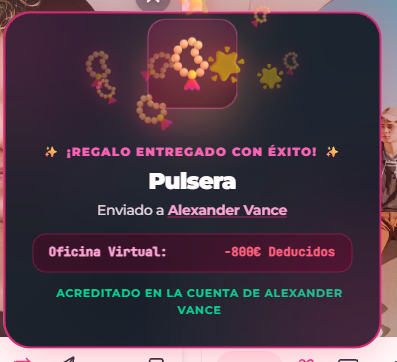 ✨ ¡REGALO ENTREGADO CON ÉXITO! ✨
Pulsera
Enviado a Alexander Vance
Oficina Virtual: -800€ Deducidos
ACREDITADO EN LA CUENTA DE ALEXANDER
VANCE